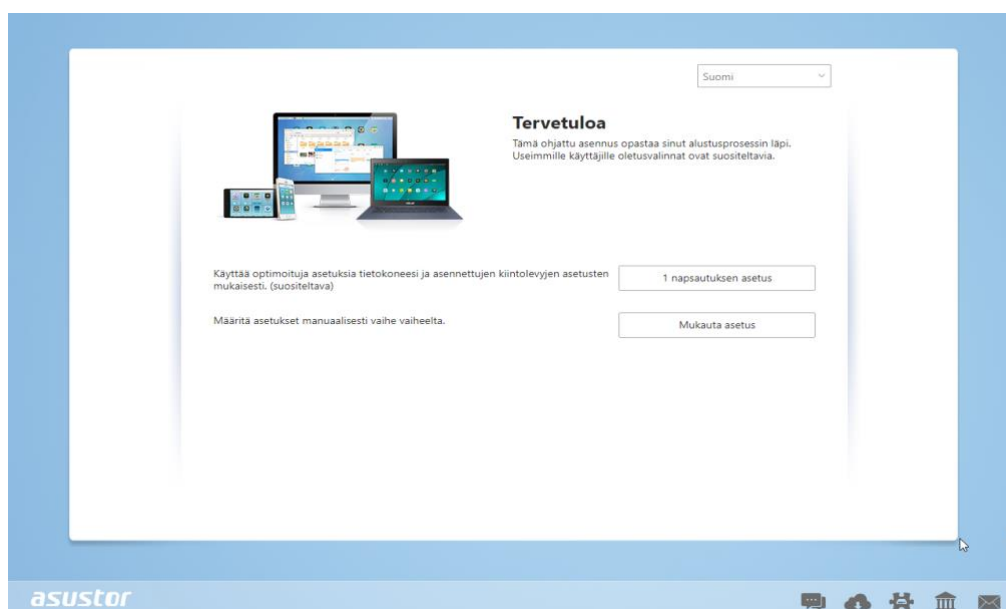 Suomi
Tervetuloa
Tämä ohjattu asennus opastaa sinut alustusprosessin läpi.
Useimmille käyttäjille oletusvalinnat ovat suositeltavia.
Käyttää optimoituja asetuksia tietokoneesi ja asennettujen kiintolevyjen asetusten
mukaisesti. (suositeltava)
1 napsautuksen asetus
Määritä asetukset manuaalisesti vaihe vaiheelta.
Mukauta asetus
asustor